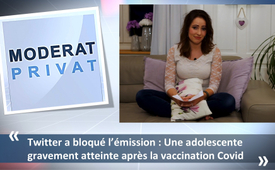 MODERAT
PRIVAT
« Twitter a bloqué l’émission : Une adolescente
gravement atteinte après la vaccination Covid »